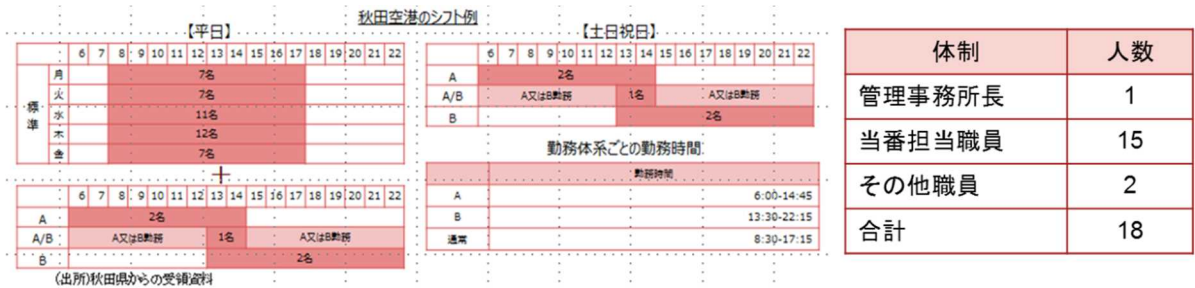 秋田空港のシフト例
【平日】
6 7 8 9 10 11 12 13 14 15 16 17 18 19 20 21 22
標準
月 7名
火 7名
水 11名
木 12名
金 7名
+
6 7 8 9 10 11 12 13 14 15 16 17 18 19 20 21 22
A 2名
A/B A又はB勤務 1名 A又はB勤務
B 2名
(出所)秋田県からの受領資料
【土日祝日】
6 7 8 9 10 11 12 13 14 15 16 17 18 19 20 21 22
A 2名
A/B A又はB勤務 1名 A又はB勤務
B 2名
勤務体系ごとの勤務時間
勤務時間
A 6:00-14:45
B 13:30-22:15
通常 8:30-17:15
体制 人数
管理事務所長 1
当番担当職員 15
その他職員 2
合計 18